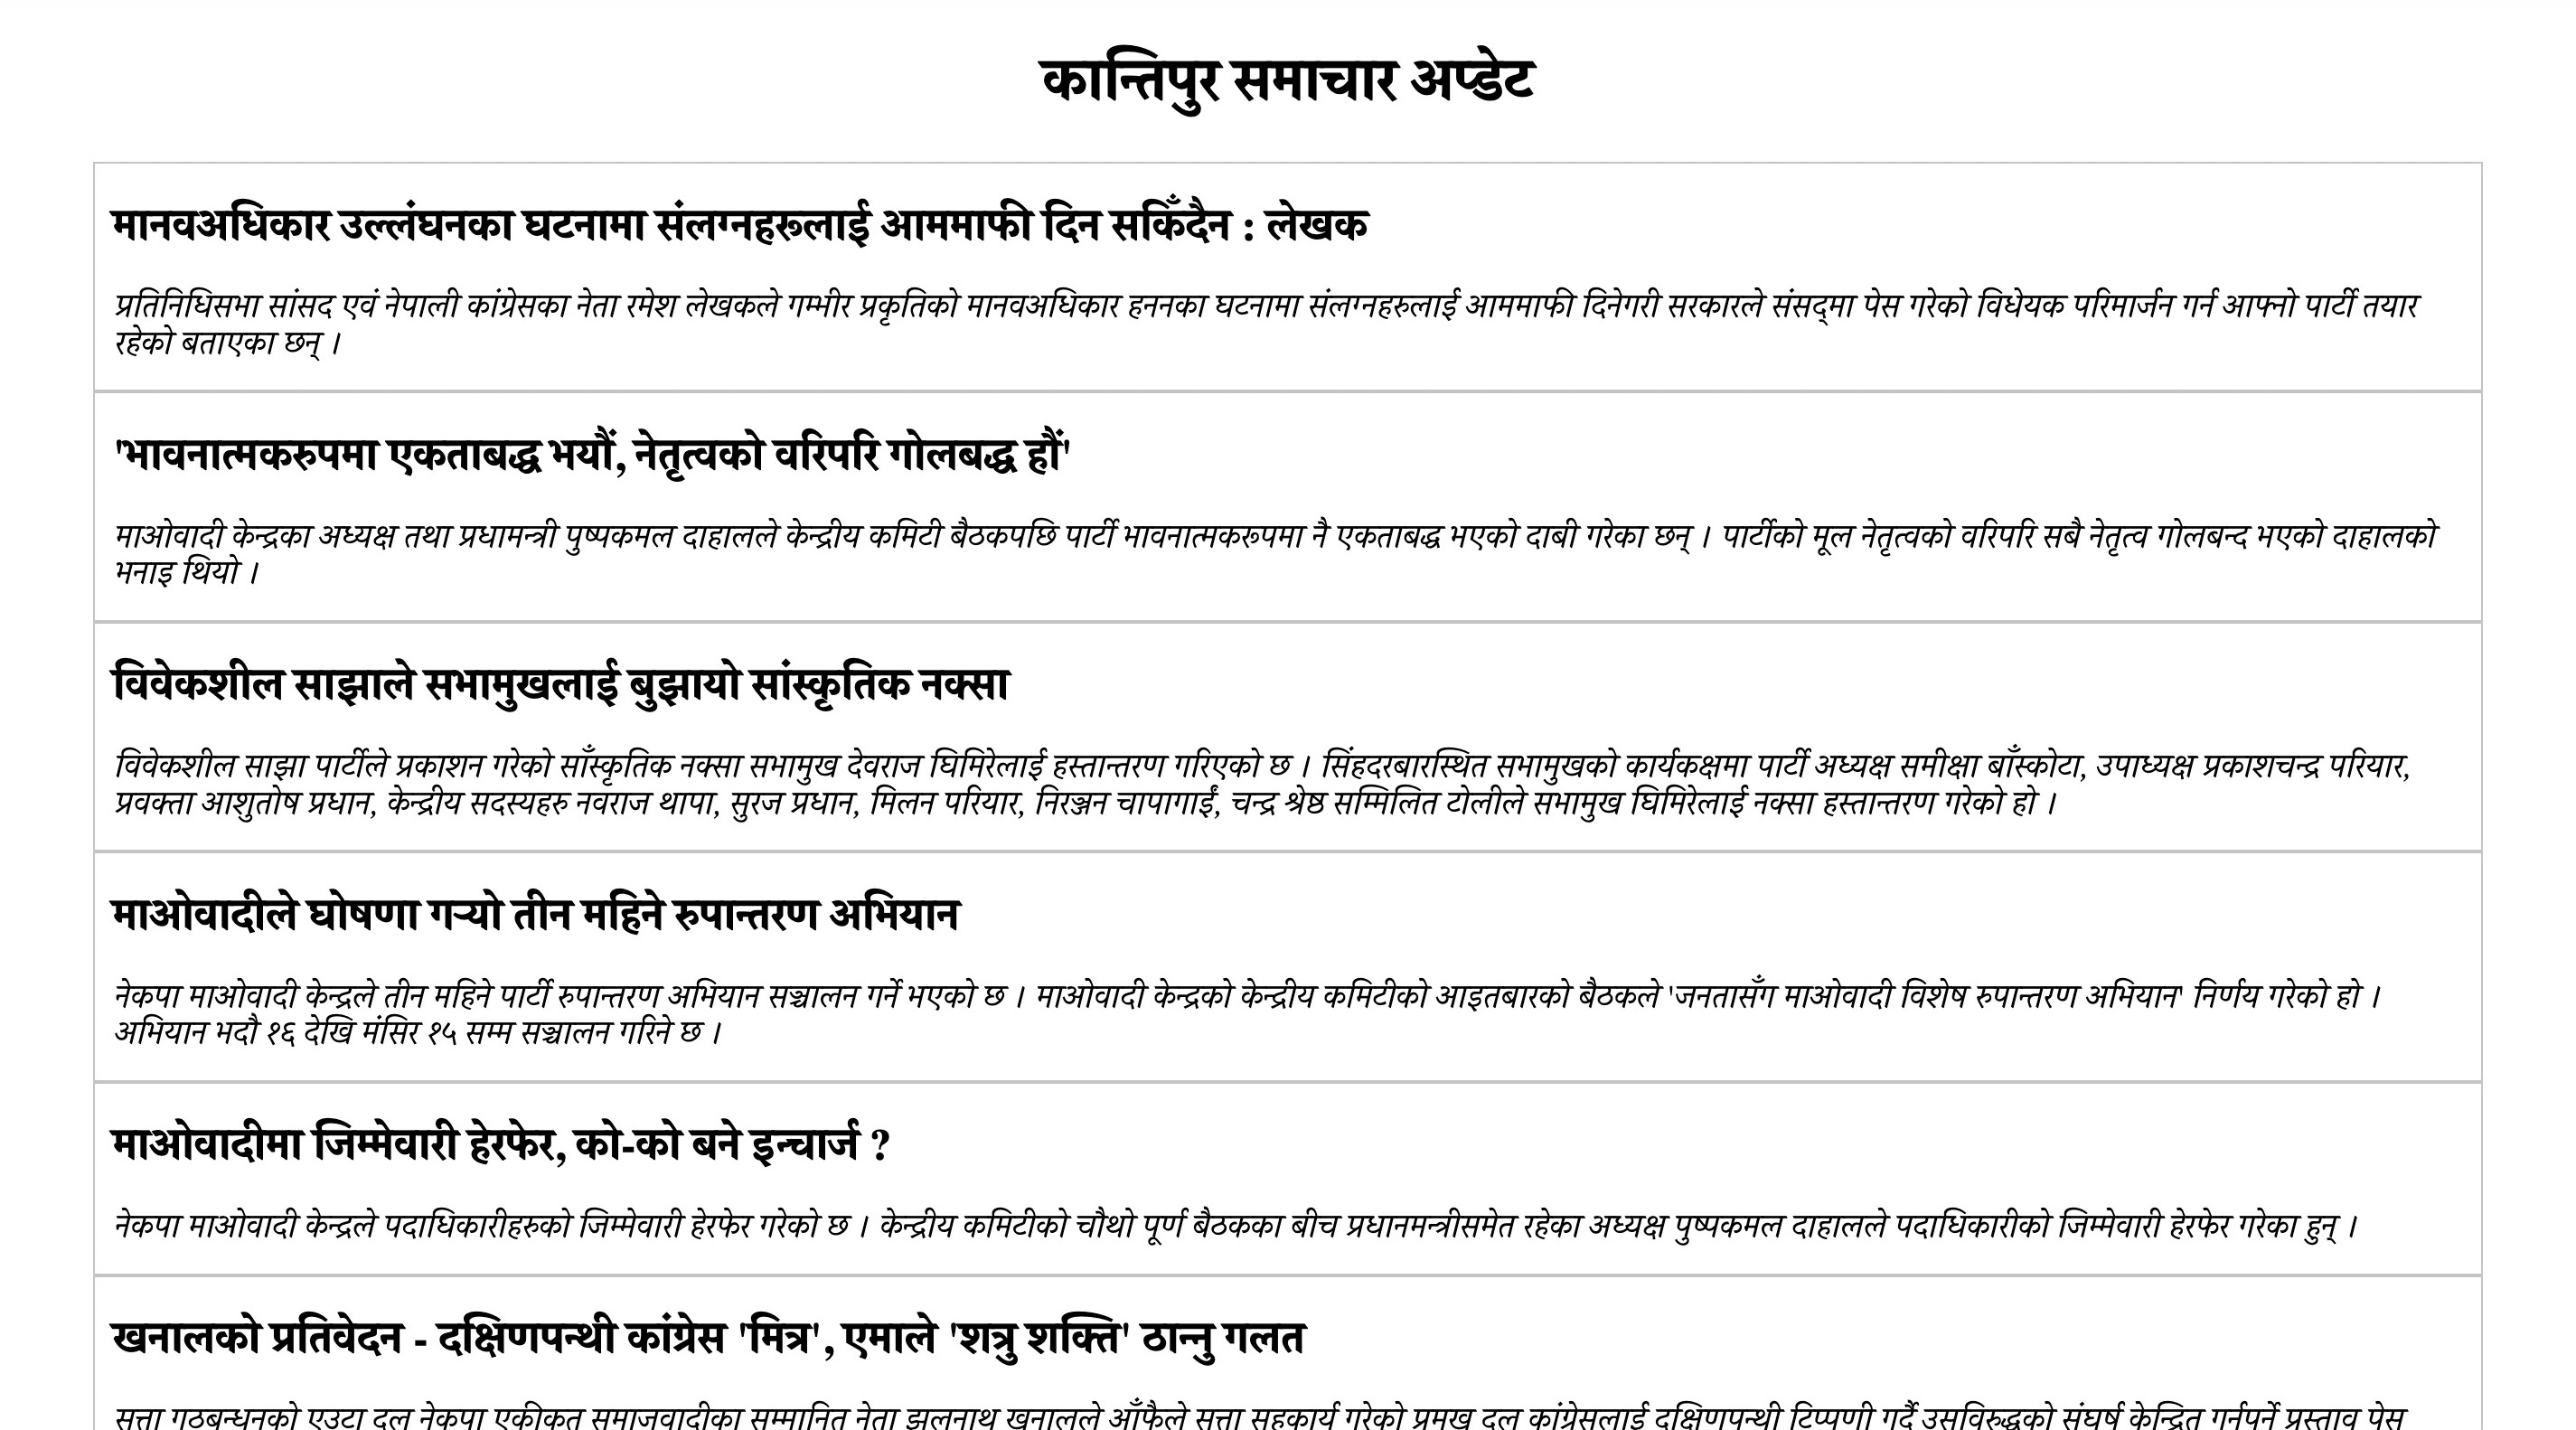 कान्तिपुर समाचार अप्डेट
मानवअधिकार उल्लंघनका घटनामा संलग्नहरूलाई आममाफी दिन सकिँदैन : लेखक
प्रतिनिधिसभा सांसद एवं नेपाली कांग्रेसका नेता रमेश लेखकले गम्भीर प्रकृतिको मानवअधिकार हननका घटनामा संलग्नहरुलाई आममाफी दिनेगरी सरकारले संसद्‌मा पेस गरेको विधेयक परिमार्जन गर्न आफ्नो पार्टी तयार
रहेको बताएका छन् ।
'भावनात्मकरुपमा एकताबद्ध भयौं, नेतृत्वको वरिपरि गोलबद्ध हौं'
माओवादी केन्द्रका अध्यक्ष तथा प्रधामन्त्री पुष्पकमल दाहालले केन्द्रीय कमिटी बैठकपछि पार्टी भावनात्मकरूपमा नै एकताबद्ध भएको दाबी गरेका छन् । पार्टीको मूल नेतृत्वको वरिपरि सबै नेतृत्व गोलबन्द भएको दाहालको
भनाइ थियो ।
विवेकशील साझाले सभामुखलाई बुझायो सांस्कृतिक नक्सा
विवेकशील साझा पार्टीले प्रकाशन गरेको साँस्कृतिक नक्सा सभामुख देवराज घिमिरेलाई हस्तान्तरण गरिएको छ । सिंहदरबारस्थित सभामुखको कार्यकक्षमा पार्टी अध्यक्ष समीक्षा बाँस्कोटा, उपाध्यक्ष प्रकाशचन्द्र परियार,
प्रवक्ता आशुतोष प्रधान, केन्द्रीय सदस्यहरु नवराज थापा, सुरज प्रधान, मिलन परियार, निरञ्जन चापागाईं, चन्द्र श्रेष्ठ सम्मिलित टोलीले सभामुख घिमिरेलाई नक्सा हस्तान्तरण गरेको हो ।
माओवादीले घोषणा गऱ्यो तीन महिने रुपान्तरण अभियान
नेकपा माओवादी केन्द्रले तीन महिने पार्टी रुपान्तरण अभियान सञ्चालन गर्ने भएको छ । माओवादी केन्द्रको केन्द्रीय कमिटीको आइतबारको बैठकले 'जनतासँग माओवादी विशेष रुपान्तरण अभियान' निर्णय गरेको हो ।
अभियान भदौ १६ देखि मंसिर १५ सम्म सञ्चालन गरिने छ ।
माओवादीमा जिम्मेवारी हेरफेर, को-को बने इन्चार्ज ?
नेकपा माओवादी केन्द्रले पदाधिकारीहरुको जिम्मेवारी हेरफेर गरेको छ । केन्द्रीय कमिटीको चौथो पूर्ण बैठकका बीच प्रधानमन्त्रीसमेत रहेका अध्यक्ष पुष्पकमल दाहालले पदाधिकारीको जिम्मेवारी हेरफेर गरेका हुन् ।
खनालको प्रतिवेदन - दक्षिणपन्थी कांग्रेस 'मित्र', एमाले 'शत्रु शक्ति' ठान्नु गलत
सत्ता गठबन्धनको एउटा दल नेकपा एकीकृत समाजवादीका सम्मानित नेता झलनाथ खनालले आँफैले सत्ता सहकार्य गरेको प्रमुख दल कांग्रेसलाई दक्षिणपन्थी टिप्पणी गर्दै उसविरुद्धको संघर्ष केन्द्रित गर्नुपर्ने प्रस्ताव पेस